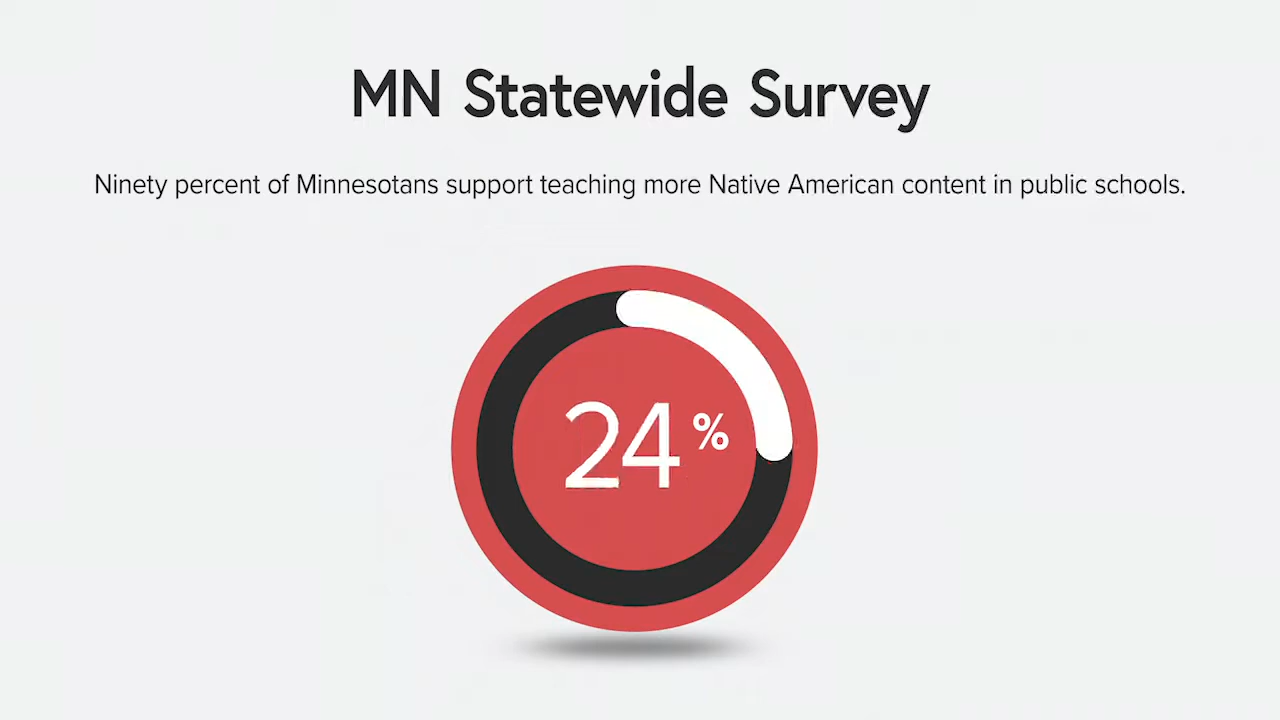 MN Statewide Survey
Ninety percent of Minnesotans support teaching more Native American content in public schools.
24%